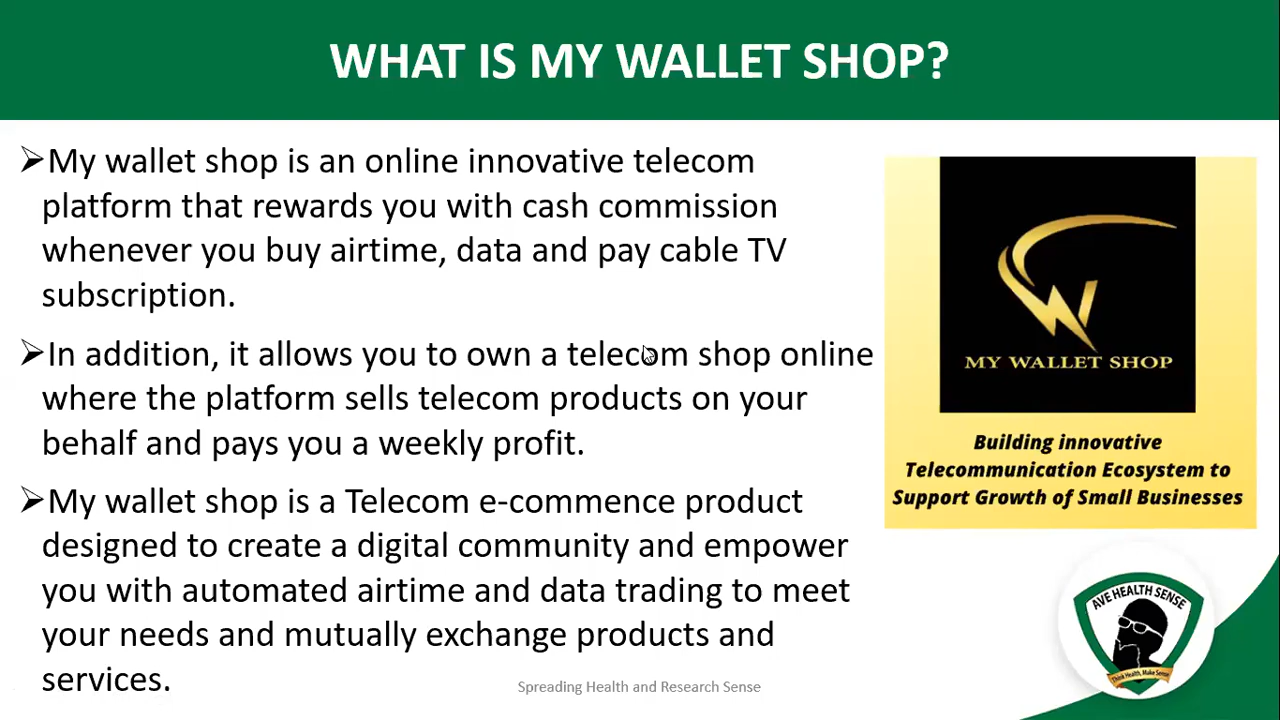 WHAT IS MY WALLET SHOP?
➢My wallet shop is an online innovative telecom
platform that rewards you with cash commission
whenever you buy airtime, data and pay cable TV
subscription.
➢In addition, it allows you to own a telecom shop online
where the platform sells telecom products on your
behalf and pays you a weekly profit.
➢My wallet shop is a Telecom e-commence product
designed to create a digital community and empower
you with automated airtime and data trading to meet
your needs and mutually exchange products and
services.
MY WALLET SHOP
Building innovative
Telecommunication Ecosystem to
Support Growth of Small Businesses
AVE HEALTH SENSE
Think Health, Make Sense
Spreading Health and Research Sense